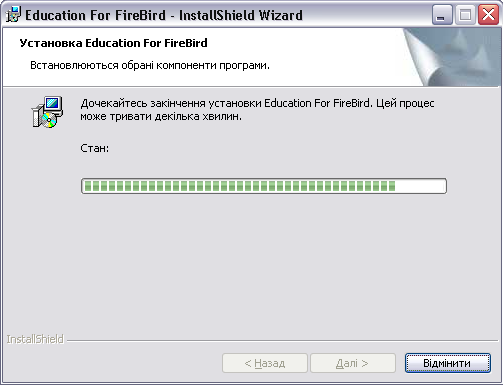 Education For FireBird - InstallShield Wizard
Установка Education For FireBird
Встановлюються обрані компоненти програми.
Дочекайтесь закінчення установки Education For FireBird. Цей процес
може тривати декілька хвилин.
Стан:
InstallShield
< Назад
Далі >
Відмінити